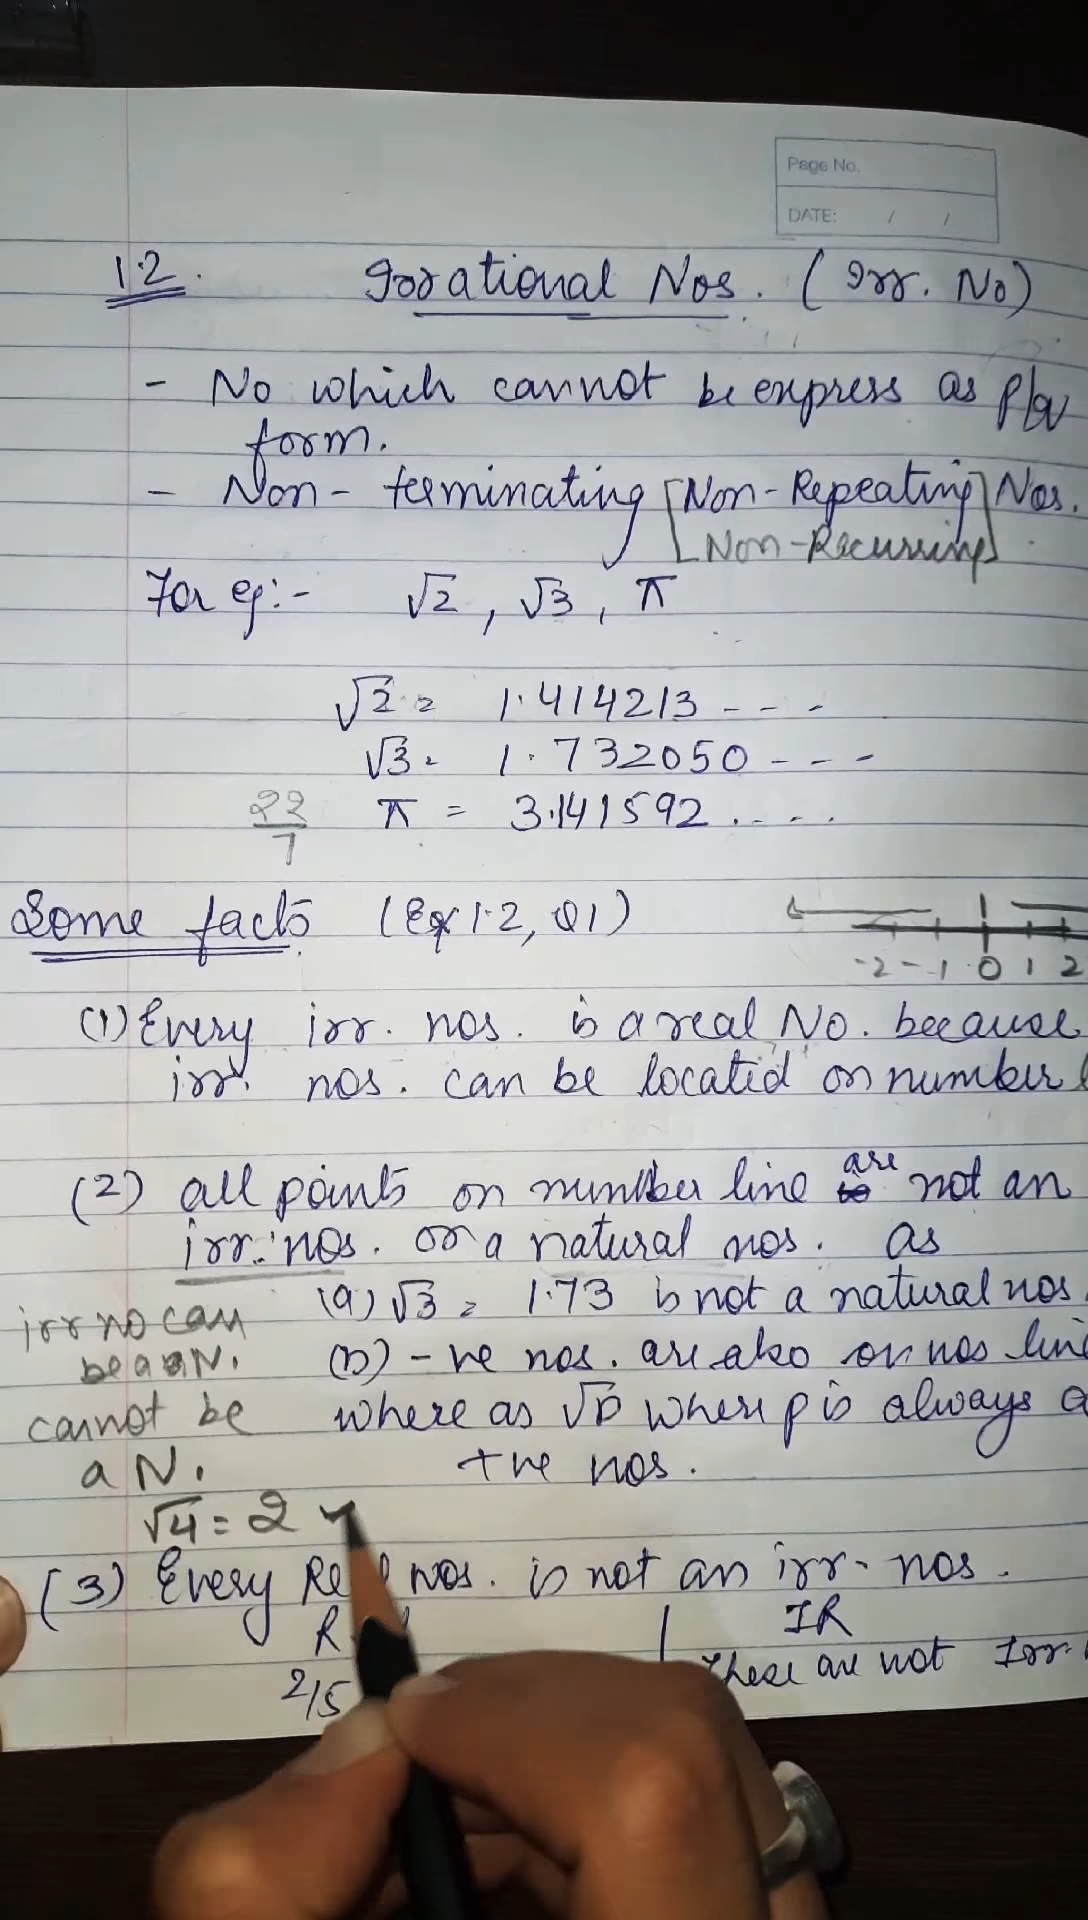 Page No.
DATE: / /
1.2. Irrational Nos. (Irr. No)
- No which cannot be express as p/q
form.
- Non-terminating [Non-Repeating] Nos.
[Non-Recurring]
For eg:- √2, √3, π
√2 = 1.414213 - - -
√3 = 1.732050 - - -
22/7 π = 3.141592 . . . .
Some facts (Ex 1.2, Q1)
-2 -1 0 1 2
(1) Every irr. nos. is a real No. because
irr. nos. can be located on number
(2) all points on number line are not an
irr. nos. or a natural nos. as
(a) √3 = 1.73 is not a natural nos.
(b) -ve nos. are also on nos line
where as √p where p is always a
+ve nos.
irr no can
be a N.
cannot be
a N.
√4 = 2
(3) Every Real nos. is not an irr. nos.
R IR
2/5 These are not Irr.